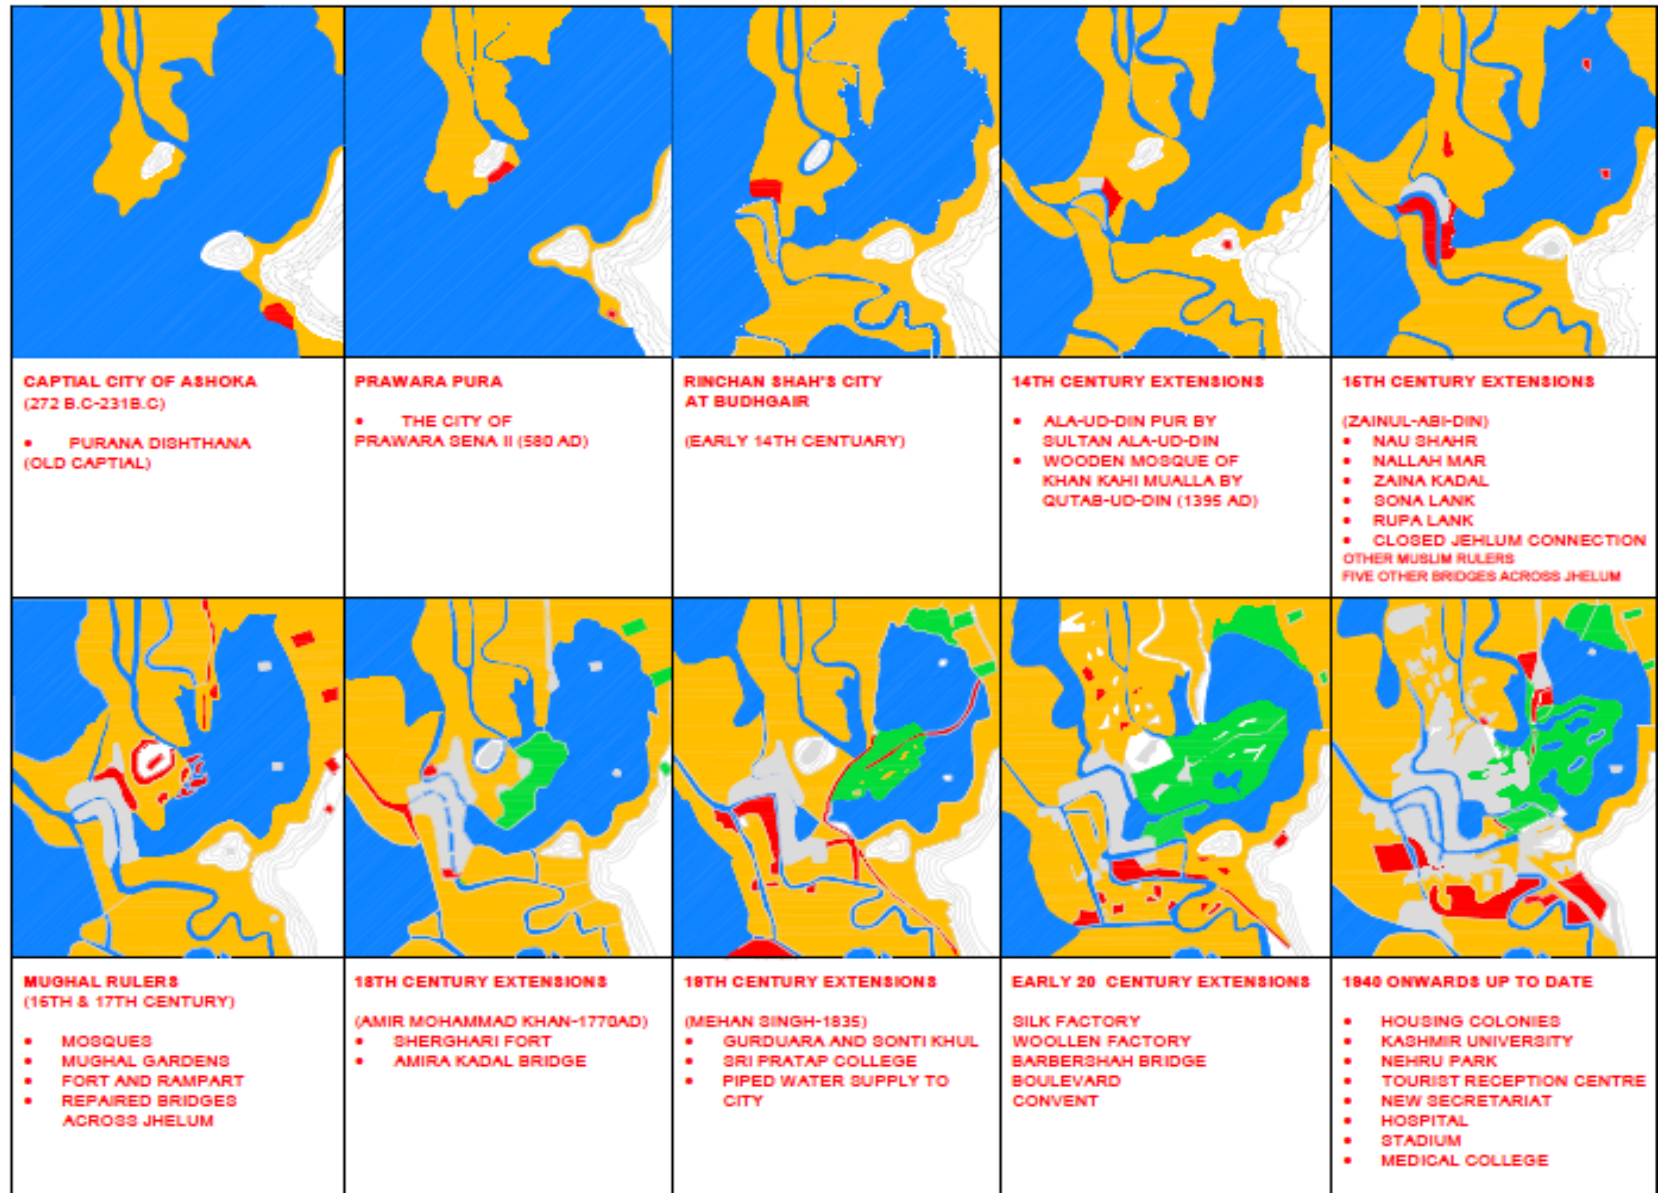 CAPTIAL CITY OF ASHOKA
(272 B.C-231B.C)
• PURANA DISHTHANA
(OLD CAPTIAL)
PRAWARA PURA
• THE CITY OF
PRAWARA SENA II (580 AD)
RINCHAN SHAH'S CITY
AT BUDHGAIR
(EARLY 14TH CENTUARY)
14TH CENTURY EXTENSIONS
• ALA-UD-DIN PUR BY
SULTAN ALA-UD-DIN
• WOODEN MOSQUE OF
KHAN KAHI MUALLA BY
QUTAB-UD-DIN (1395 AD)
15TH CENTURY EXTENSIONS
(ZAINUL-ABI-DIN)
• NAU SHAHR
• NALLAH MAR
• ZAINA KADAL
• SONA LANK
• RUPA LANK
• CLOSED JEHLUM CONNECTION
OTHER MUSLIM RULERS
FIVE OTHER BRIDGES ACROSS JHELUM
MUGHAL RULERS
(16TH & 17TH CENTURY)
• MOSQUES
• MUGHAL GARDENS
• FORT AND RAMPART
• REPAIRED BRIDGES
ACROSS JHELUM
18TH CENTURY EXTENSIONS
(AMIR MOHAMMAD KHAN-1770AD)
• SHERGHARI FORT
• AMIRA KADAL BRIDGE
19TH CENTURY EXTENSIONS
(MEHAN SINGH-1835)
• GURDUARA AND SONTI KHUL
• SRI PRATAP COLLEGE
• PIPED WATER SUPPLY TO
CITY
EARLY 20 CENTURY EXTENSIONS
SILK FACTORY
WOOLLEN FACTORY
BARBERSHAH BRIDGE
BOULEVARD
CONVENT
1940 ONWARDS UP TO DATE
• HOUSING COLONIES
• KASHMIR UNIVERSITY
• NEHRU PARK
• TOURIST RECEPTION CENTRE
• NEW SECRETARIAT
• HOSPITAL
• STADIUM
• MEDICAL COLLEGE